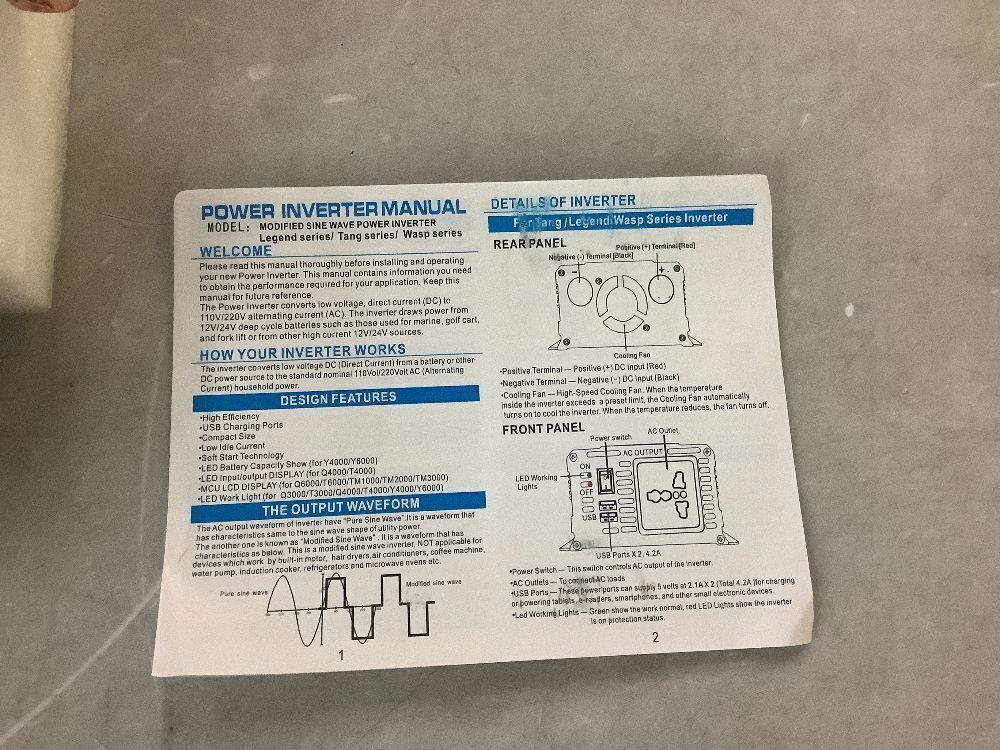 POWER INVERTER MANUAL
MODEL: MODIFIED SINE WAVE POWER INVERTER
Legend series/ Tang series/ Wasp series
WELCOME
Please read this manual thoroughly before installing and operating
your new Power Inverter. This manual contains information you need
to obtain the performance required for your application. Keep this
manual for future reference.
The Power Inverter converts low voltage, direct current (DC) to
110V/220V alternating current (AC). The inverter draws power from
12V/24V deep cycle batteries such as those used for marine, golf cart,
and fork lift or from other high current 12V/24V sources.
HOW YOUR INVERTER WORKS
The inverter converts low voltage DC (Direct Current) from a battery or other
DC power source to the standard nominal 110Vol/220Volt AC (Alternating
Current) household power.
DESIGN FEATURES
•High Efficiency
•USB Charging Ports
•Compact Size
•Low Idle Current
•Soft Start Technology
•LED Battery Capacity Show (for Y4000/Y6000)
•LED Input/output DISPLAY (for Q4000/T4000)
•MCU LCD DISPLAY (for Q6000/T6000/TM1000/TM2000/TM3000)
•LED Work Light (for Q3000/T3000/Q4000/T4000/Y4000/Y6000)
THE OUTPUT WAVEFORM
The AC output waveform of inverter have "Pure Sine Wave".It is a waveform that
has characteristics same to the sine wave shape of utility power.
The another one is known as "Modified Sine Wave" . It is a waveform that has
characteristics as below. This is a modified sine wave inverter, NOT applicable for
devices which work by built-in motor, hair dryers,air conditioners, coffee machine,
water pump, induction cooker, refrigerators and microwave ovens etc.
Pure sine wave
Modified sine wave
1
DETAILS OF INVERTER
For Tang /Legend/Wasp Series Inverter
REAR PANEL
Positive (+) Terminal[Red]
Negative (-) Terminal [Black]
− +
Cooling Fan
•Positive Terminal — Positive (+) DC input (Red)
•Negative Terminal — Negative (−) DC input (Black)
•Cooling Fan — High-Speed Cooling Fan. When the temperature
inside the inverter exceeds a preset limit, the Cooling Fan automatically
turns on to cool the inverter. When the temperature reduces, the fan turns off.
FRONT PANEL
AC Outlet
Power switch
AC OUTPUT
ON
LED Working
Lights
OFF
USB
USB Ports X 2, 4.2A
•Power Switch — This switch controls AC output of the inverter.
•AC Outlets — To connect AC loads
•USB Ports — These power ports can supply 5 volts at 2.1A X 2 (Total 4.2A )for charging
or powering tablets, e-readers, smartphones, and other small electronic devices.
•Led Working Lights — Green show the work normal, red LED Lights show the inverter
is on protection status.
2